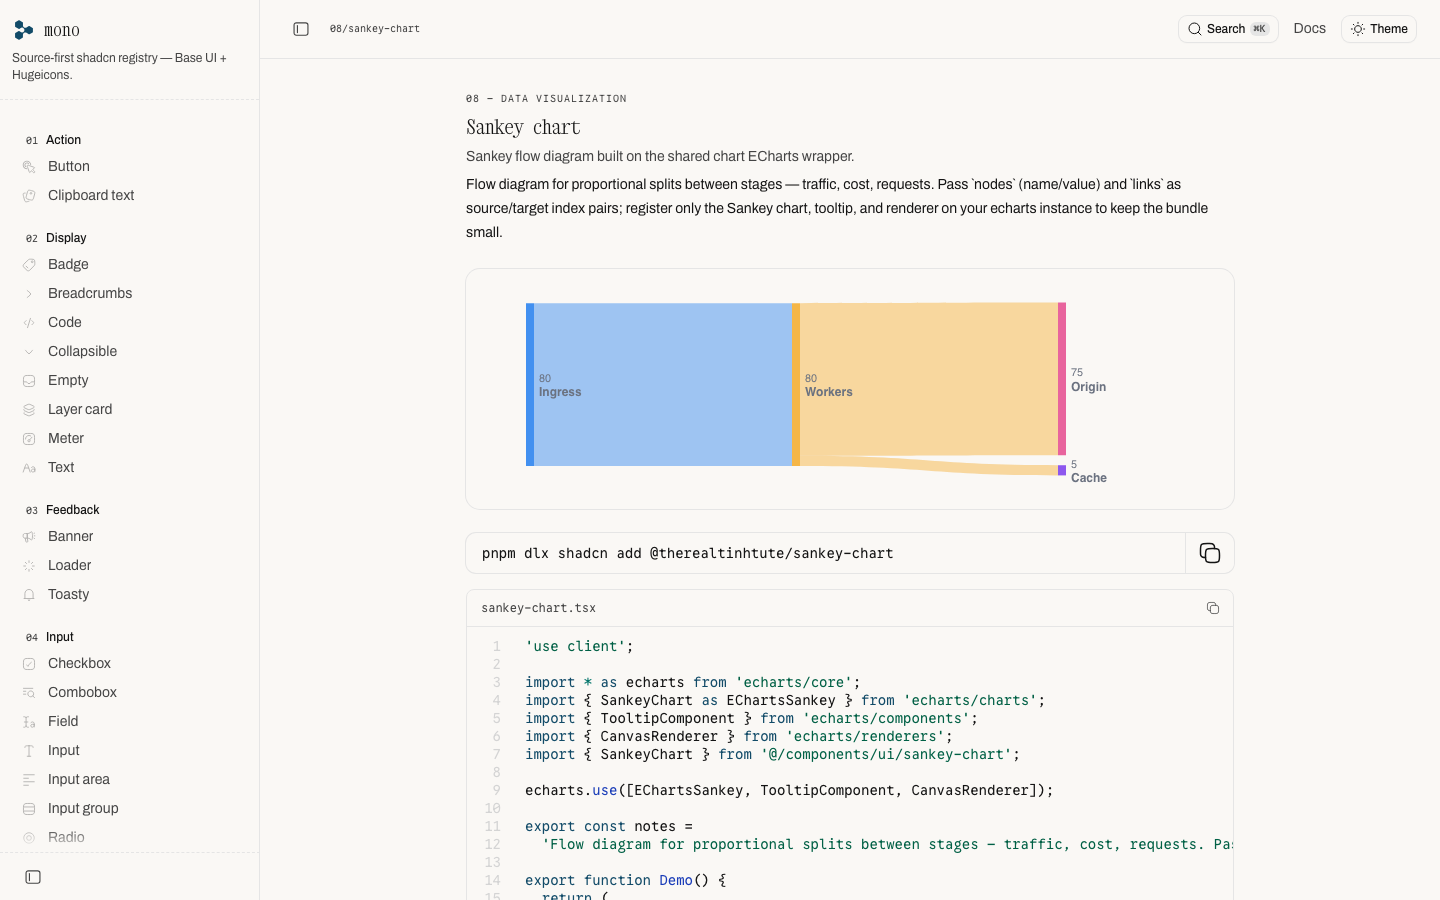 mono
Source-first shadcn registry — Base UI +
Hugeicons.
01 Action
Button
Clipboard text
02 Display
Badge
Breadcrumbs
Code
Collapsible
Empty
Layer card
Meter
Text
03 Feedback
Banner
Loader
Toasty
04 Input
Checkbox
Combobox
Field
Input
Input area
Input group
Radio
08/sankey-chart
Search ⌘K
Docs
Theme
08 — DATA VISUALIZATION
Sankey chart
Sankey flow diagram built on the shared chart ECharts wrapper.
Flow diagram for proportional splits between stages — traffic, cost, requests. Pass `nodes` (name/value) and `links` as
source/target index pairs; register only the Sankey chart, tooltip, and renderer on your echarts instance to keep the bundle
small.
80
Ingress
80
Workers
75
Origin
5
Cache
pnpm dlx shadcn add @therealtinhtute/sankey-chart
sankey-chart.tsx
1 'use client';
2
3 import * as echarts from 'echarts/core';
4 import { SankeyChart as EChartsSankey } from 'echarts/charts';
5 import { TooltipComponent } from 'echarts/components';
6 import { CanvasRenderer } from 'echarts/renderers';
7 import { SankeyChart } from '@/components/ui/sankey-chart';
8
9 echarts.use([EChartsSankey, TooltipComponent, CanvasRenderer]);
10
11 export const notes =
12 'Flow diagram for proportional splits between stages — traffic, cost, requests. Pas
13
14 export function Demo() {
15 return (